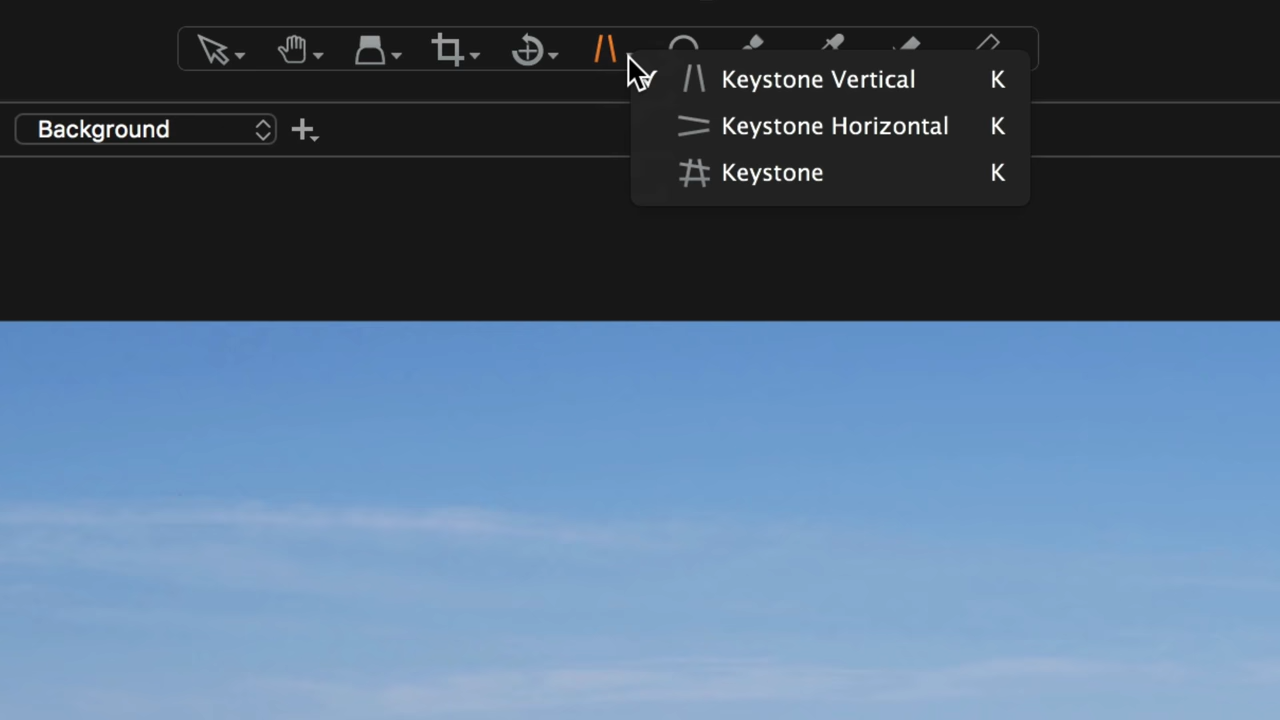 Keystone Vertical K
Background
Keystone Horizontal K
Keystone K